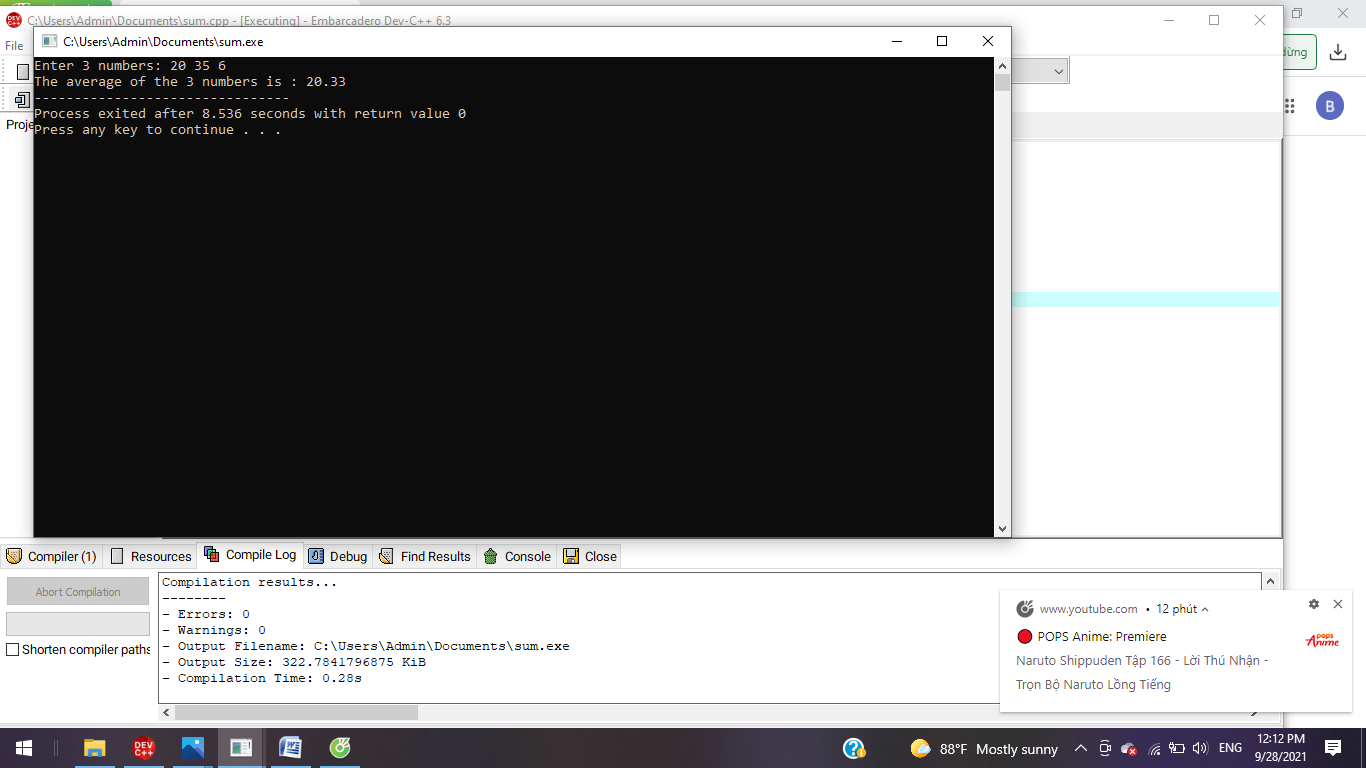 C:\Users\Admin\Documents\sum.cpp - [Executing] - Embarcadero Dev-C++ 6.3
File
C:\Users\Admin\Documents\sum.exe
Enter 3 numbers: 20 35 6
The average of the 3 numbers is : 20.33
--------------------------------
Process exited after 8.536 seconds with return value 0
Press any key to continue . . .
Proje
B
Compiler (1)
Resources
Compile Log
Debug
Find Results
Console
Close
Abort Compilation
Shorten compiler paths
Compilation results...
--------
- Errors: 0
- Warnings: 0
- Output Filename: C:\Users\Admin\Documents\sum.exe
- Output Size: 322.7841796875 KiB
- Compilation Time: 0.28s
www.youtube.com • 12 phút
POPS Anime: Premiere
Naruto Shippuden Tập 166 - Lời Thú Nhận -
Trọn Bộ Naruto Lồng Tiếng
pops
Anime
DEV
C++
88°F Mostly sunny
ENG
12:12 PM
9/28/2021